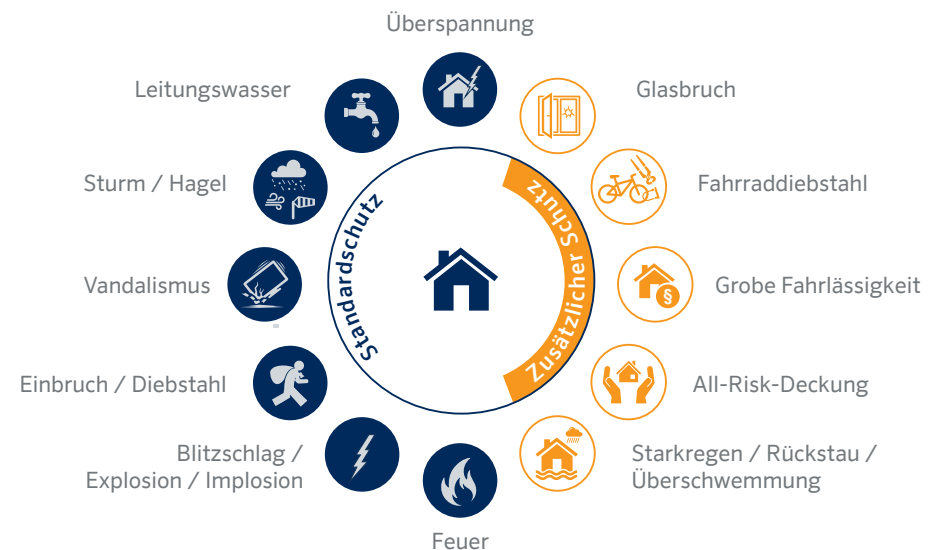 Überspannung
Leitungswasser
Glasbruch
Sturm / Hagel
Fahrraddiebstahl
Vandalismus
Grobe Fahrlässigkeit
Einbruch / Diebstahl
All-Risk-Deckung
Blitzschlag /
Explosion / Implosion
Starkregen / Rückstau /
Überschwemmung
Feuer
Standardschutz
Zusätzlicher Schutz
§